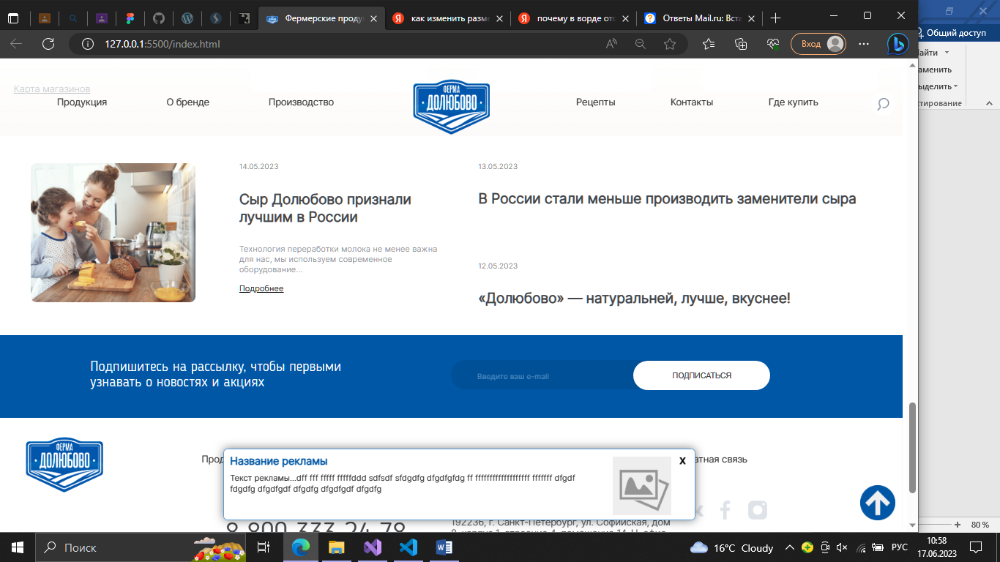 Фермерские проду
как изменить разме
почему в ворде отс
Ответы Mail.ru: Вста
127.0.0.1:5500/index.html
Вход
Общий доступ
айти
аменить
ыделить
ктирование
Карта магазинов
Продукция
О бренде
Производство
ФЕРМА
ДОЛЮБОВО
Рецепты
Контакты
Где купить
14.05.2023
Сыр Долюбово признали
лучшим в России
Технология переработки молока не менее важна
для нас, мы используем современное
оборудование...
Подробнее
13.05.2023
В России стали меньше производить заменители сыра
12.05.2023
«Долюбово» — натуральней, лучше, вкуснее!
Подпишитесь на рассылку, чтобы первыми
узнавать о новостях и акциях
Введите ваш e-mail
ПОДПИСАТЬСЯ
ФЕРМА
ДОЛЮБОВО
Прод
атная связь
Название рекламы
X
Текст рекламы...dff fff fffff fffffddd sdfsdf sfdgdfg dfgdfgfdg ff fffffffffffffffffff fffffff dfgdf
fdgdfg dfgdfgdf dfgdfg dfgdfgdf dfgdfg
8 800 333 24 78
192236, г. Санкт-Петербург, ул. Софийская, дом
80 %
Поиск
16°C Cloudy
РУС
10:58
17.06.2023